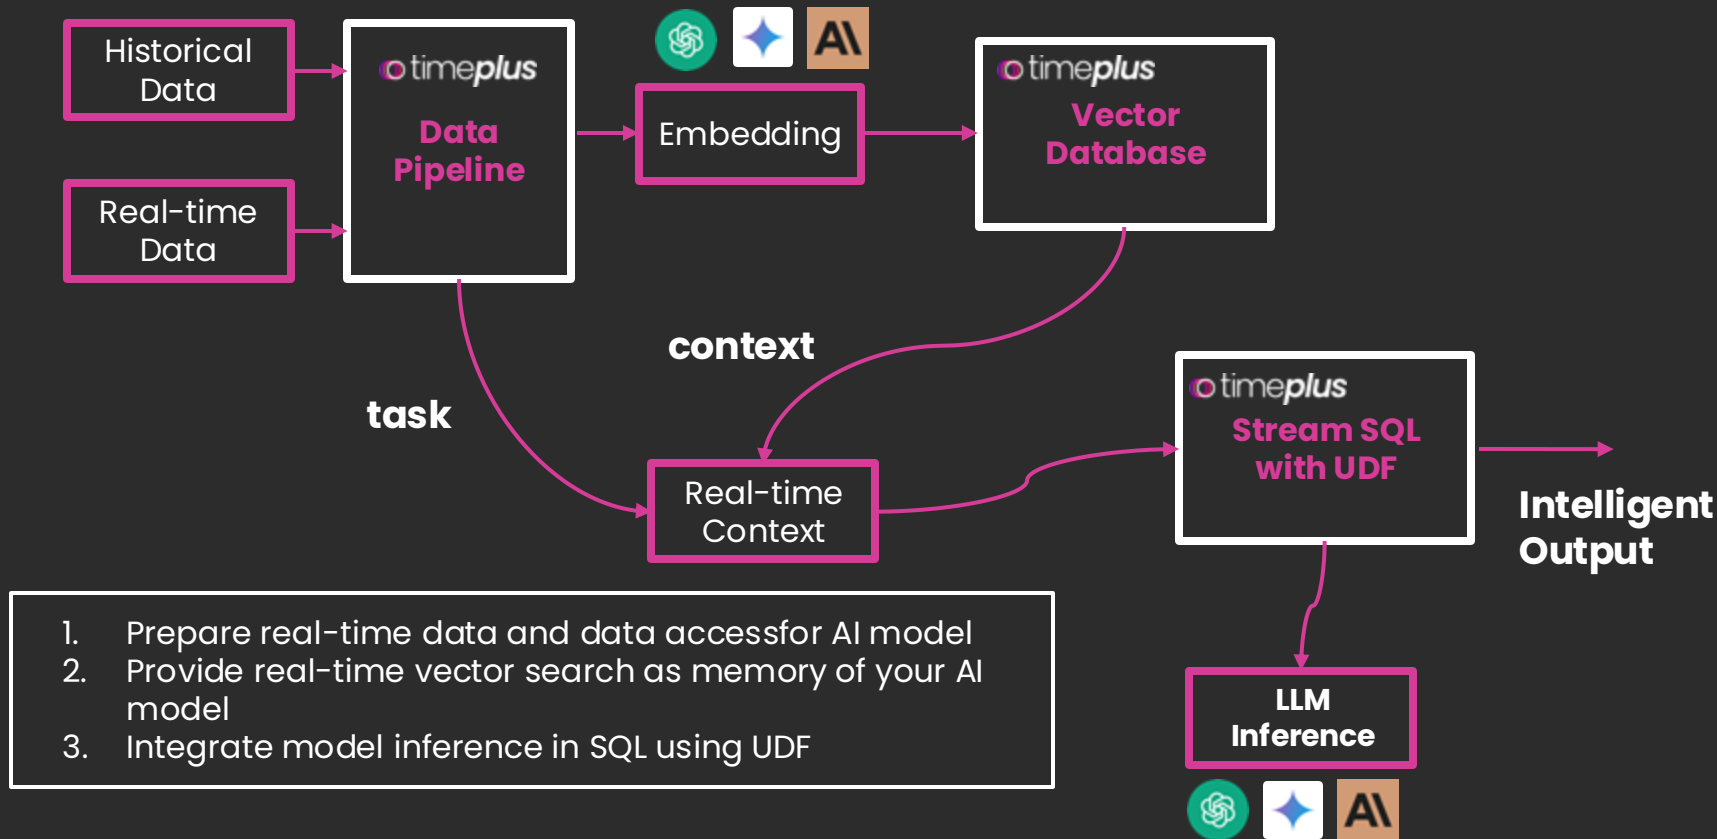 Historical
Data
timeplus
Data
Pipeline
Real-time
Data
AI
Embedding
timeplus
Vector
Database
context
task
Real-time
Context
timeplus
Stream SQL
with UDF
Intelligent
Output
1. Prepare real-time data and data accessfor AI model
2. Provide real-time vector search as memory of your AI
model
3. Integrate model inference in SQL using UDF
LLM
Inference
AI